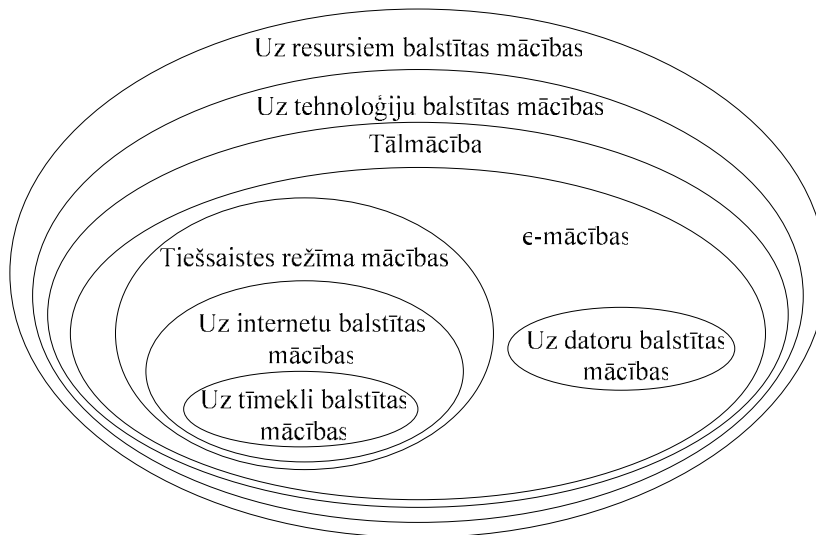 Uz resursiem balstītas mācības
Uz tehnoloģiju balstītas mācības
Tālmācība
e-mācības
Tiešsaistes režīma mācības
Uz internetu balstītas
mācības
Uz datoru balstītas
mācības
Uz tīmekli balstītas
mācības